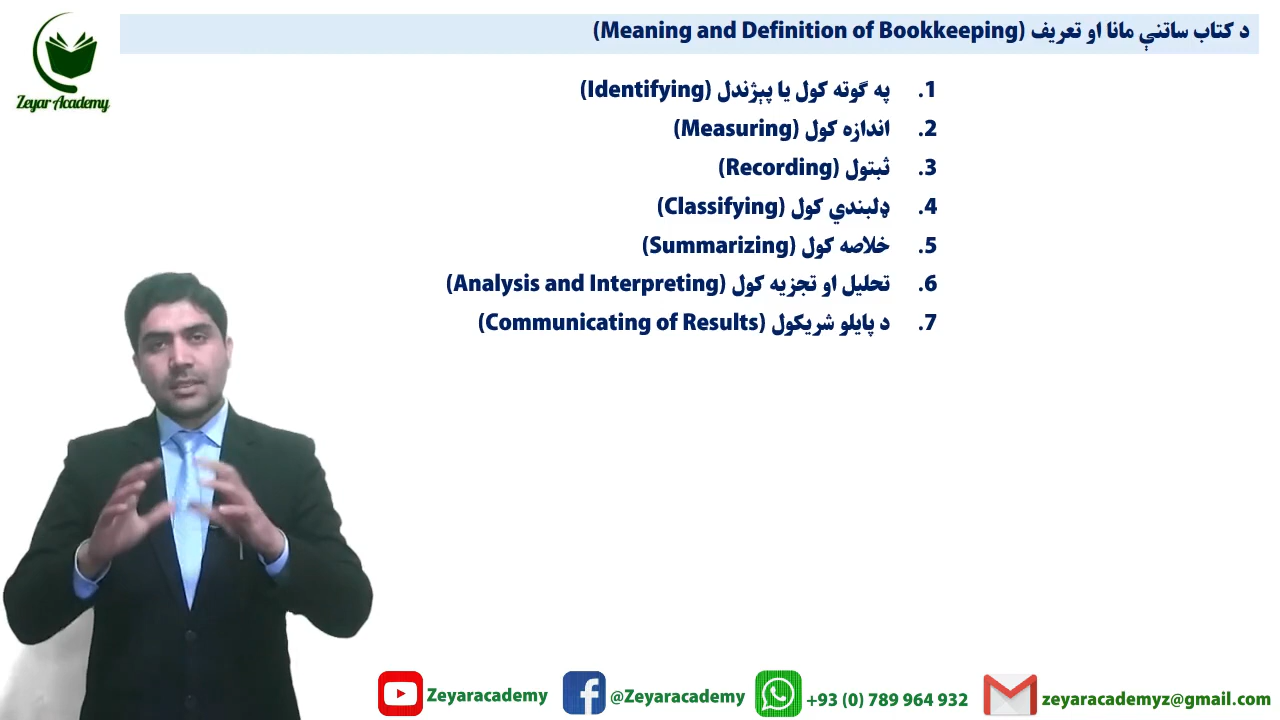 Zeyar Academy
د کتاب ساتنې مانا او تعریف (Meaning and Definition of Bookkeeping)
1. په ګوته کول یا پېژندل (Identifying)
2. اندازه کول (Measuring)
3. ثبتول (Recording)
4. ډلبندي کول (Classifying)
5. خلاصه کول (Summarizing)
6. تحلیل او تجزیه کول (Analysis and Interpreting)
7. د پایلو شریکول (Communicating of Results)
Zeyaracademy @Zeyaracademy +93 (0) 789 964 932 zeyaracademyz@gmail.com